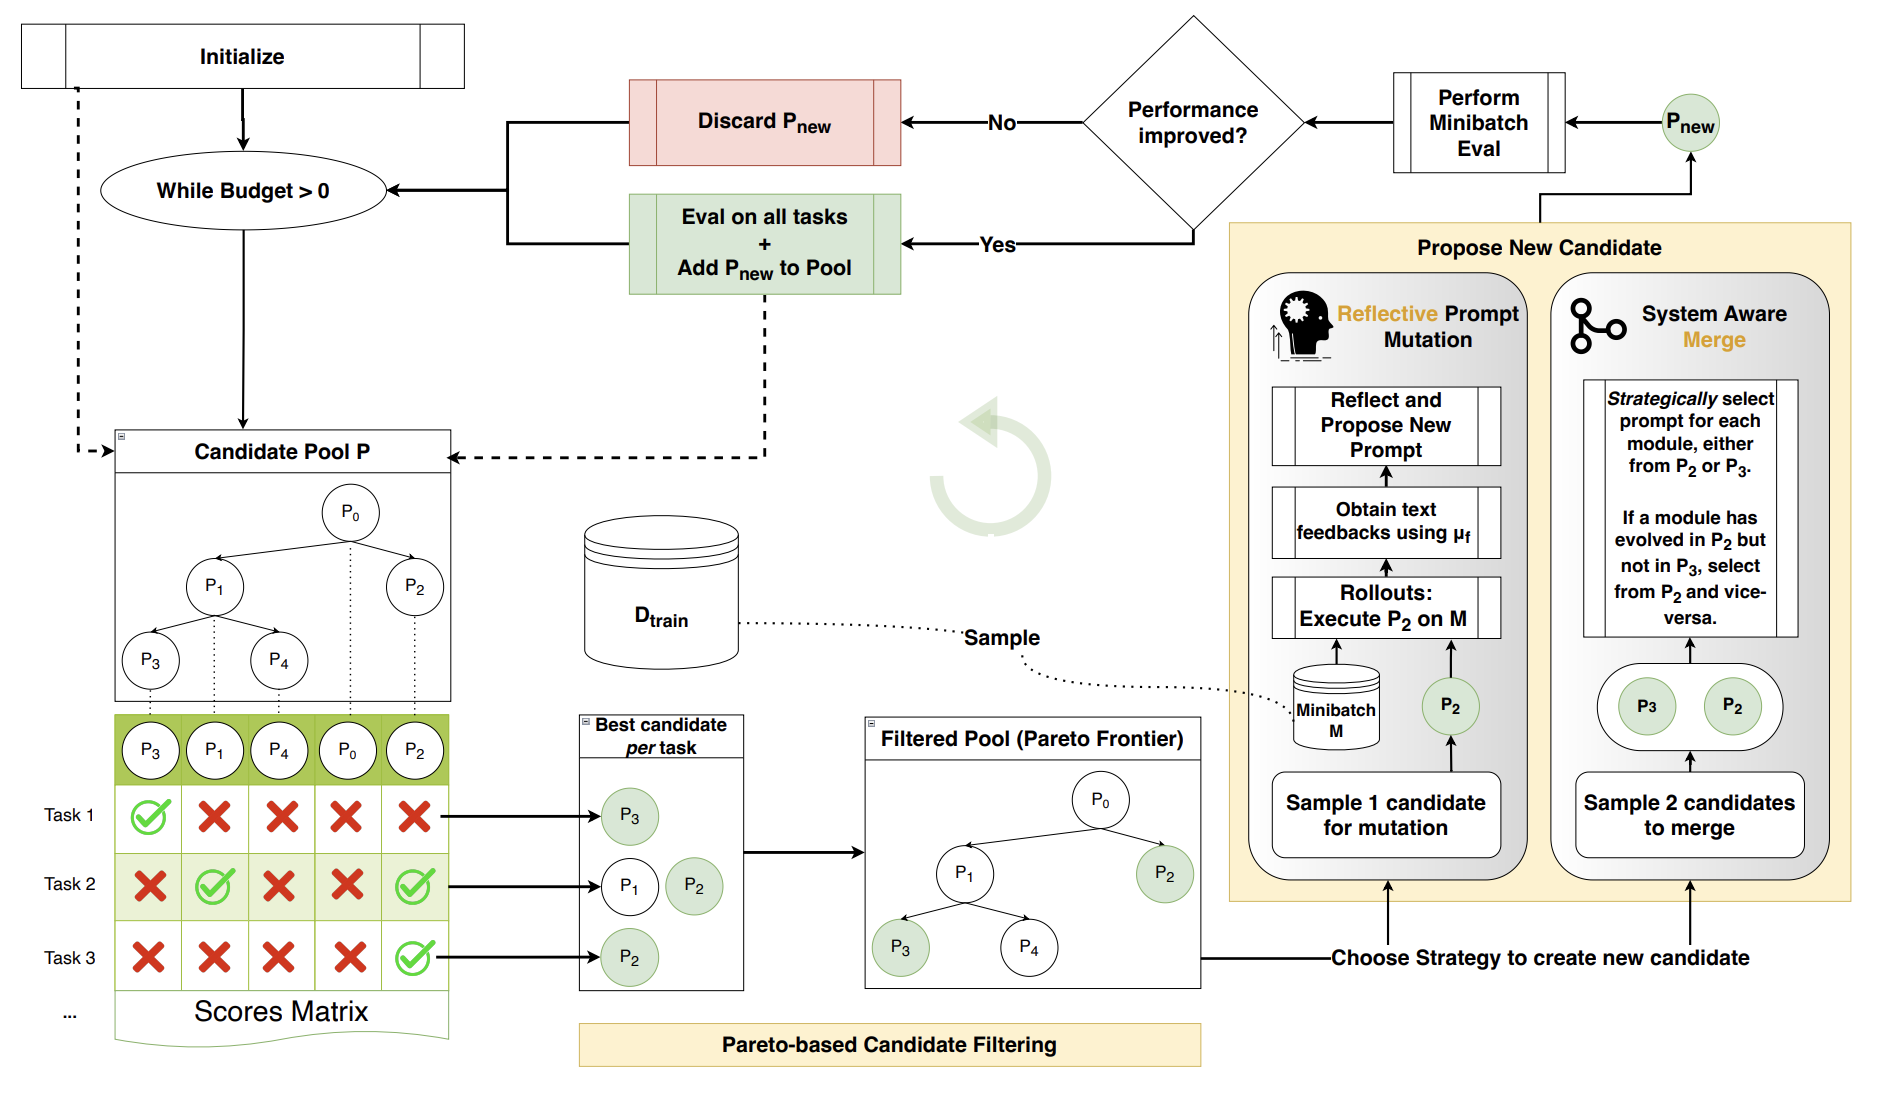 Initialize
While Budget > 0
Discard Pnew
No
Performance
improved?
Perform
Minibatch
Eval
Pnew
Eval on all tasks
+
Add Pnew to Pool
Yes
Propose New Candidate
Reflective Prompt
Mutation
Reflect and
Propose New
Prompt
Obtain text
feedbacks using μf
Rollouts:
Execute P2 on M
Minibatch
M
P2
Sample 1 candidate
for mutation
System Aware
Merge
Strategically select
prompt for each
module, either
from P2 or P3.
If a module has
evolved in P2 but
not in P3, select
from P2 and vice-
versa.
P3 P2
Sample 2 candidates
to merge
Candidate Pool P
P0
P1 P2
P3 P4
Dtrain
Sample
P3 P1 P4 P0 P2
Task 1
Task 2
Task 3
...
Scores Matrix
Best candidate
per task
P3
P1 P2
P2
Filtered Pool (Pareto Frontier)
P0
P1 P2
P3 P4
Choose Strategy to create new candidate
Pareto-based Candidate Filtering